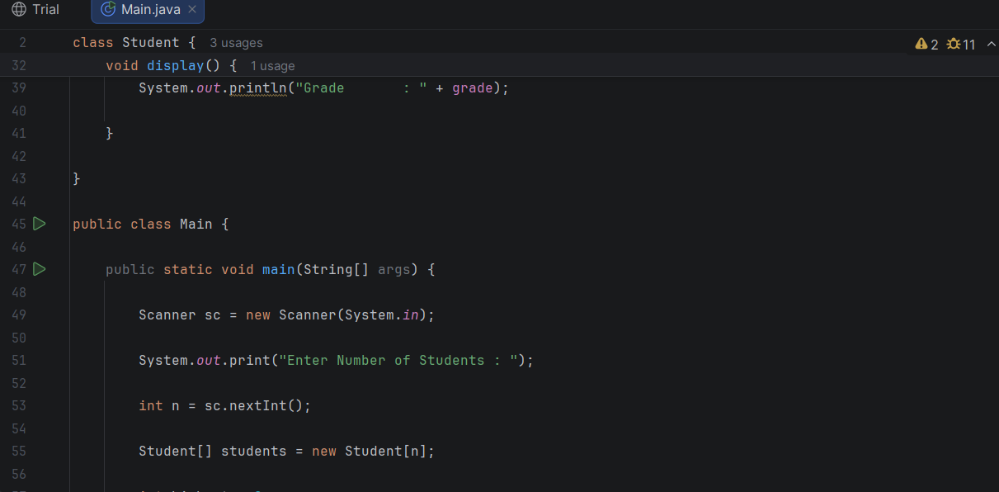 Trial Main.java
2 class Student { 3 usages 2 11
32 void display() { 1 usage
39 System.out.println("Grade       : " + grade);
40
41 }
42
43 }
44
45 public class Main {
46
47 public static void main(String[] args) {
48
49 Scanner sc = new Scanner(System.in);
50
51 System.out.print("Enter Number of Students : ");
52
53 int n = sc.nextInt();
54
55 Student[] students = new Student[n];
56